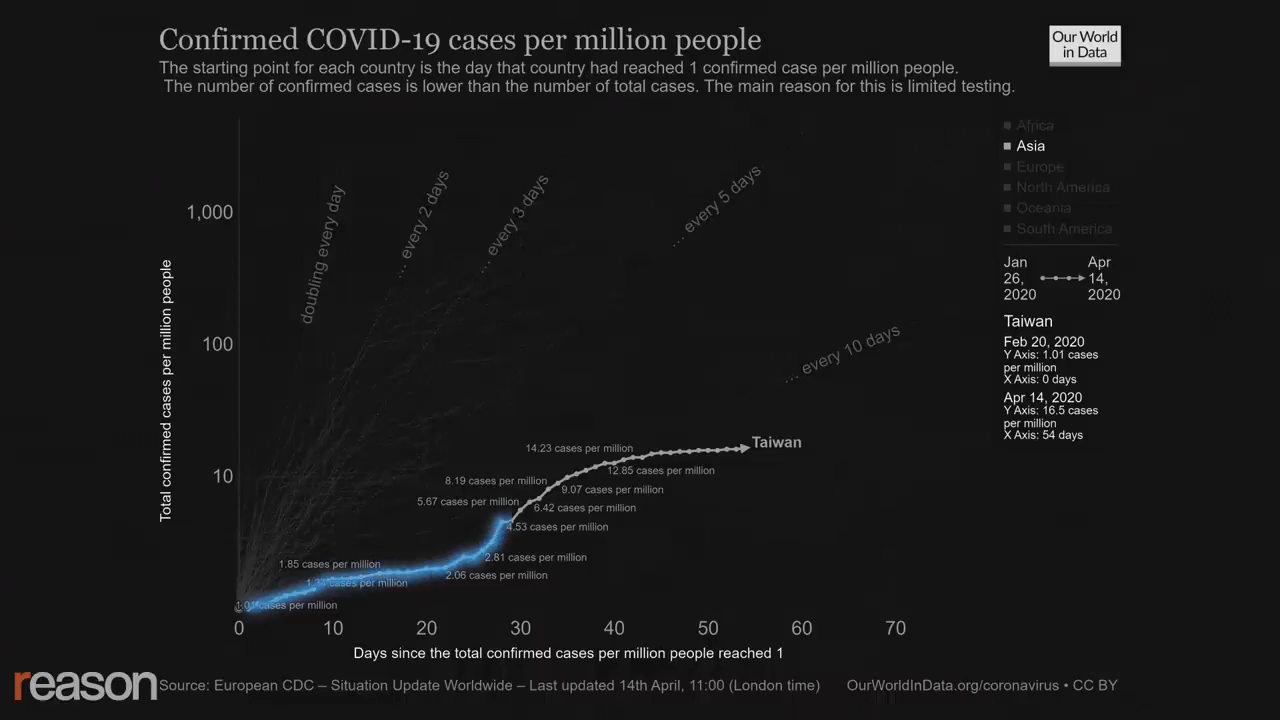 Confirmed COVID-19 cases per million people
Our World
in Data
The starting point for each country is the day that country had reached 1 confirmed case per million people.
The number of confirmed cases is lower than the number of total cases. The main reason for this is limited testing.
Africa
Asia
Europe
North America
Oceania
South America
Jan
26,
2020
Apr
14,
2020
Taiwan
Feb 20, 2020
Y Axis: 1.01 cases
per million
X Axis: 0 days
Apr 14, 2020
Y Axis: 16.5 cases
per million
X Axis: 54 days
Total confirmed cases per million people
1,000
100
10
doubling every day
... every 2 days
... every 3 days
... every 5 days
... every 10 days
Taiwan
14.23 cases per million
12.85 cases per million
8.19 cases per million
9.07 cases per million
5.67 cases per million
6.42 cases per million
4.53 cases per million
2.81 cases per million
1.85 cases per million
2.06 cases per million
cases per million
1.01 cases per million
0 10 20 30 40 50 60 70
Days since the total confirmed cases per million people reached 1
reason
Source: European CDC – Situation Update Worldwide – Last updated 14th April, 11:00 (London time)
OurWorldInData.org/coronavirus • CC BY